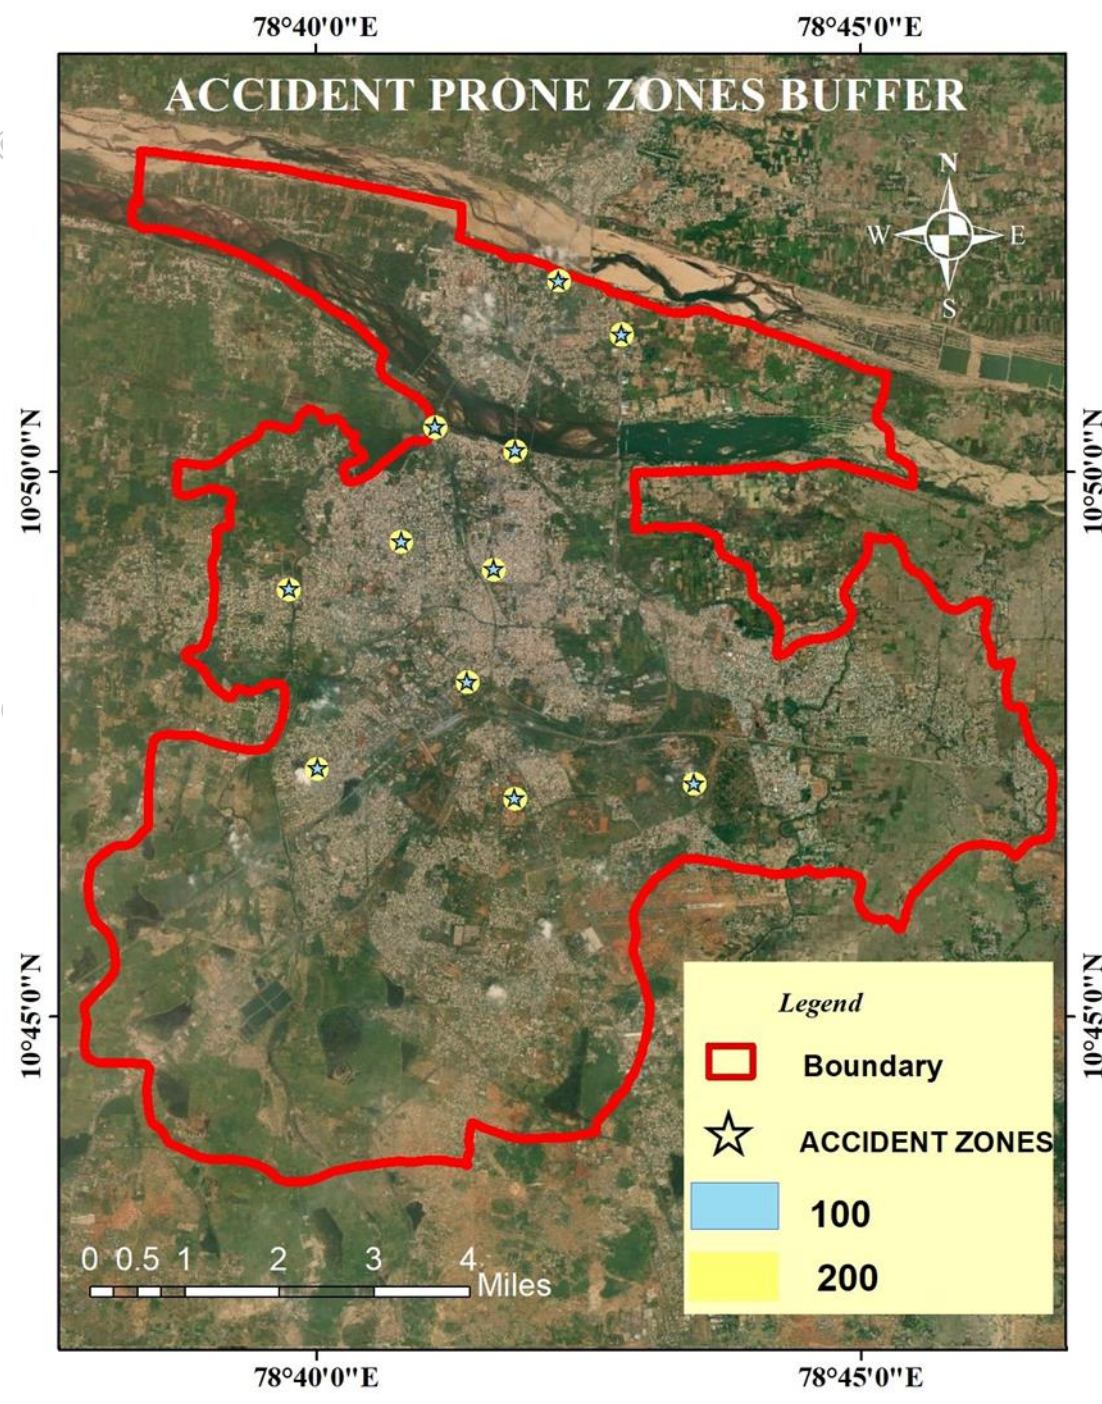 78°40'0"E 78°45'0"E
ACCIDENT PRONE ZONES BUFFER
N
W E
S
10°50'0"N 10°50'0"N
10°45'0"N 10°45'0"N
Legend
Boundary
ACCIDENT ZONES
100
200
0 0.5 1 2 3 4
Miles
78°40'0"E 78°45'0"E